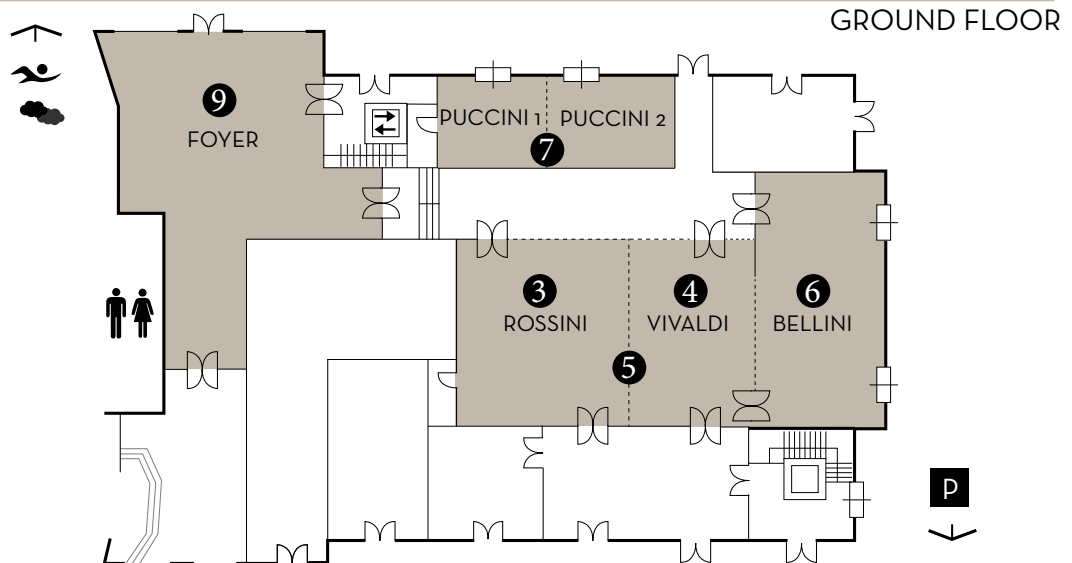 GROUND FLOOR
9
FOYER
PUCCINI 1
PUCCINI 2
7
3
ROSSINI
4
VIVALDI
6
BELLINI
5
P